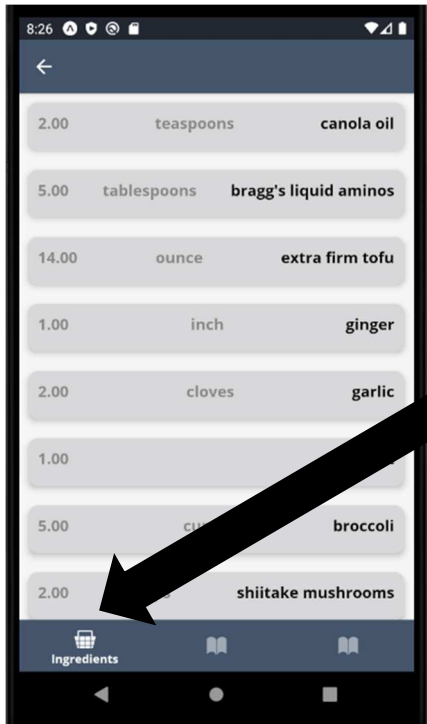 8:26
2.00 teaspoons canola oil
5.00 tablespoons bragg's liquid aminos
14.00 ounce extra firm tofu
1.00 inch ginger
2.00 cloves garlic
1.00
5.00 broccoli
2.00 shiitake mushrooms
Ingredients